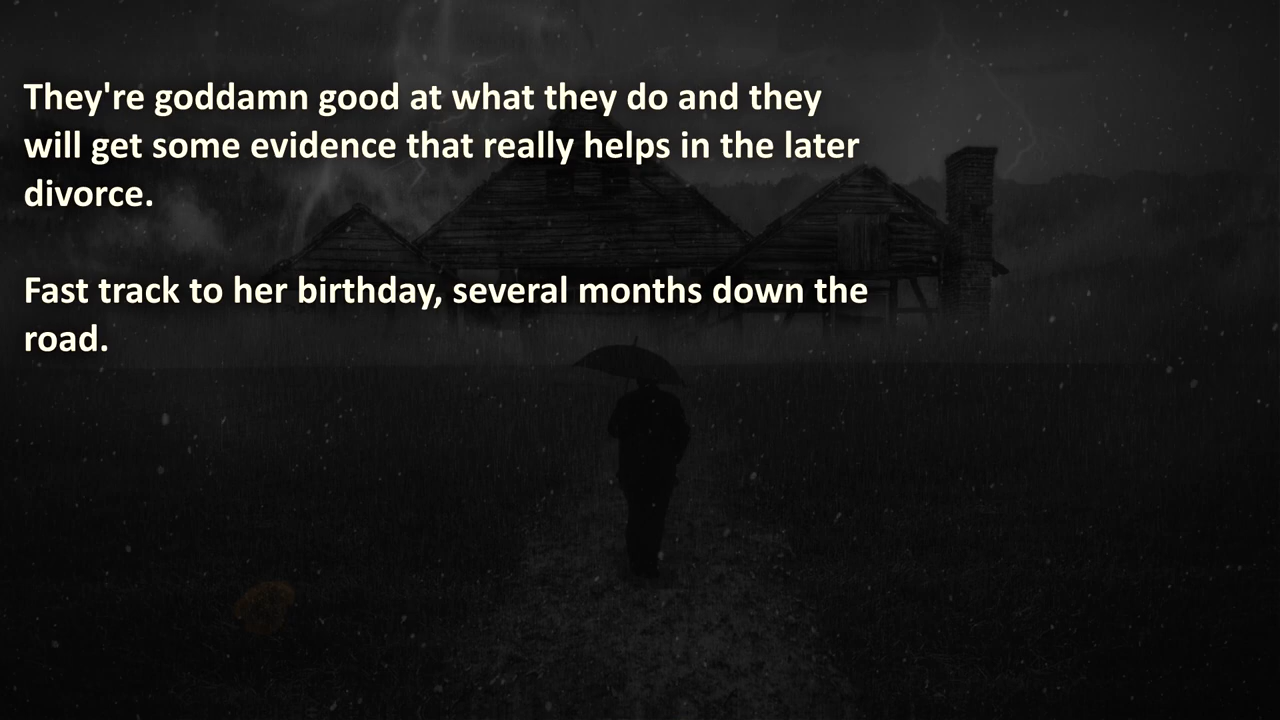 They're goddamn good at what they do and they
will get some evidence that really helps in the later
divorce.
Fast track to her birthday, several months down the
road.